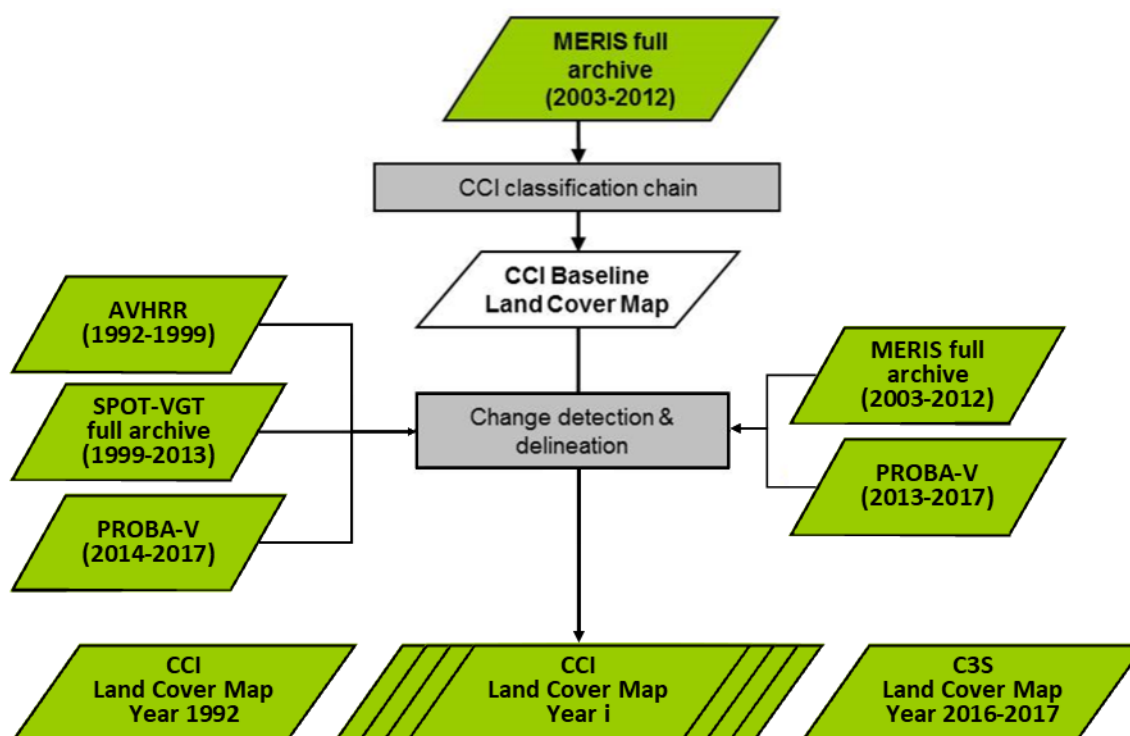 MERIS full
archive
(2003-2012)
CCI classification chain
CCI Baseline
Land Cover Map
AVHRR
(1992-1999)
SPOT-VGT
full archive
(1999-2013)
PROBA-V
(2014-2017)
Change detection &
delineation
MERIS full
archive
(2003-2012)
PROBA-V
(2013-2017)
CCI
Land Cover Map
Year 1992
CCI
Land Cover Map
Year i
C3S
Land Cover Map
Year 2016-2017